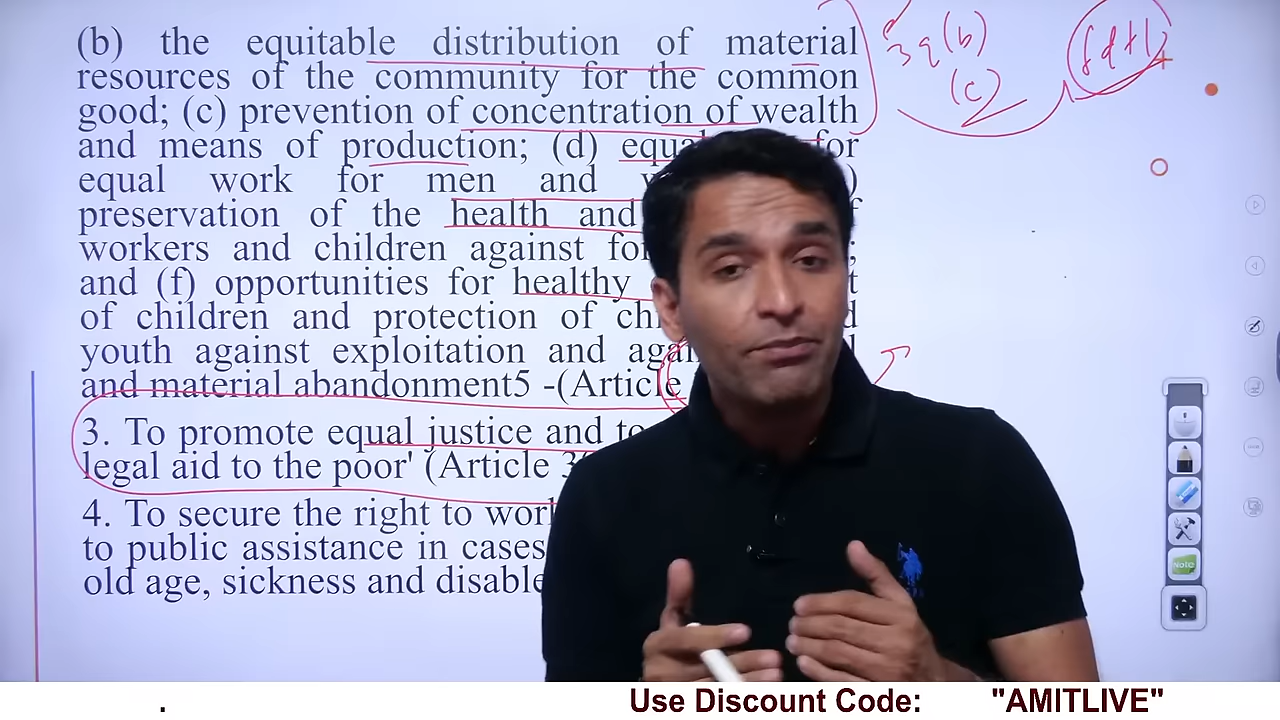 (b) the equitable distribution of material
resources of the community for the common
good; (c) prevention of concentration of wealth
and means of production; (d) equal for
equal work for men and
preservation of the health and
workers and children against
and (f) opportunities for healthy
of children and protection of
youth against exploitation and
and material abandonment5 -(Article
3. To promote equal justice and to
legal aid to the poor' (Article
4. To secure the right to work
to public assistance in cases
old age, sickness and
39(b)
(c)
Note
Use Discount Code: "AMITLIVE"